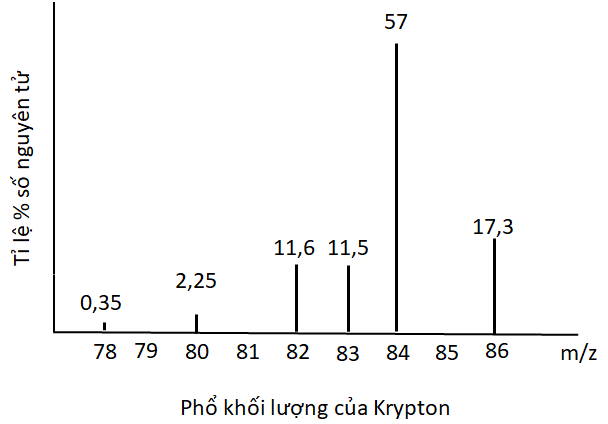 57
Tỉ lệ % số nguyên tử
17,3
11,6 11,5
2,25
0,35
78 79 80 81 82 83 84 85 86 m/z
Phổ khối lượng của Krypton